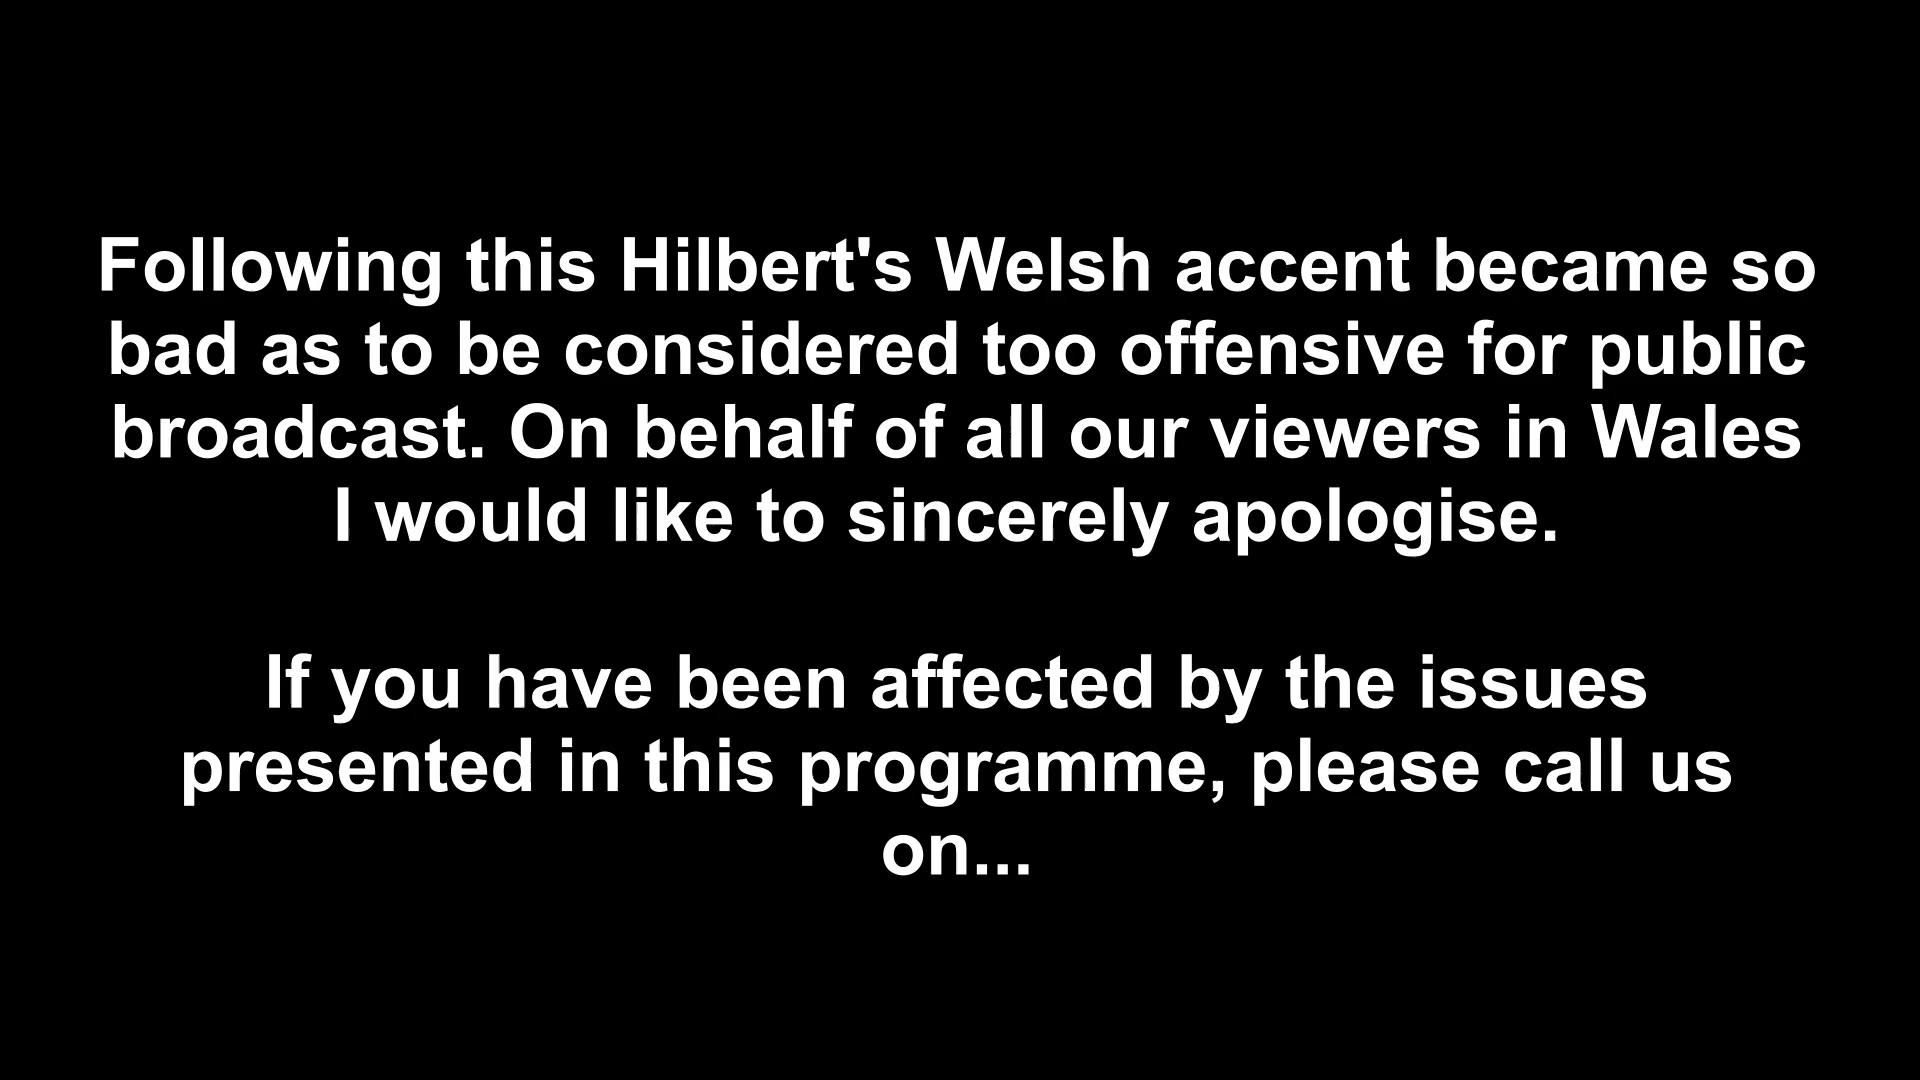 Following this Hilbert's Welsh accent became so
bad as to be considered too offensive for public
broadcast. On behalf of all our viewers in Wales
I would like to sincerely apologise.
If you have been affected by the issues
presented in this programme, please call us
on...